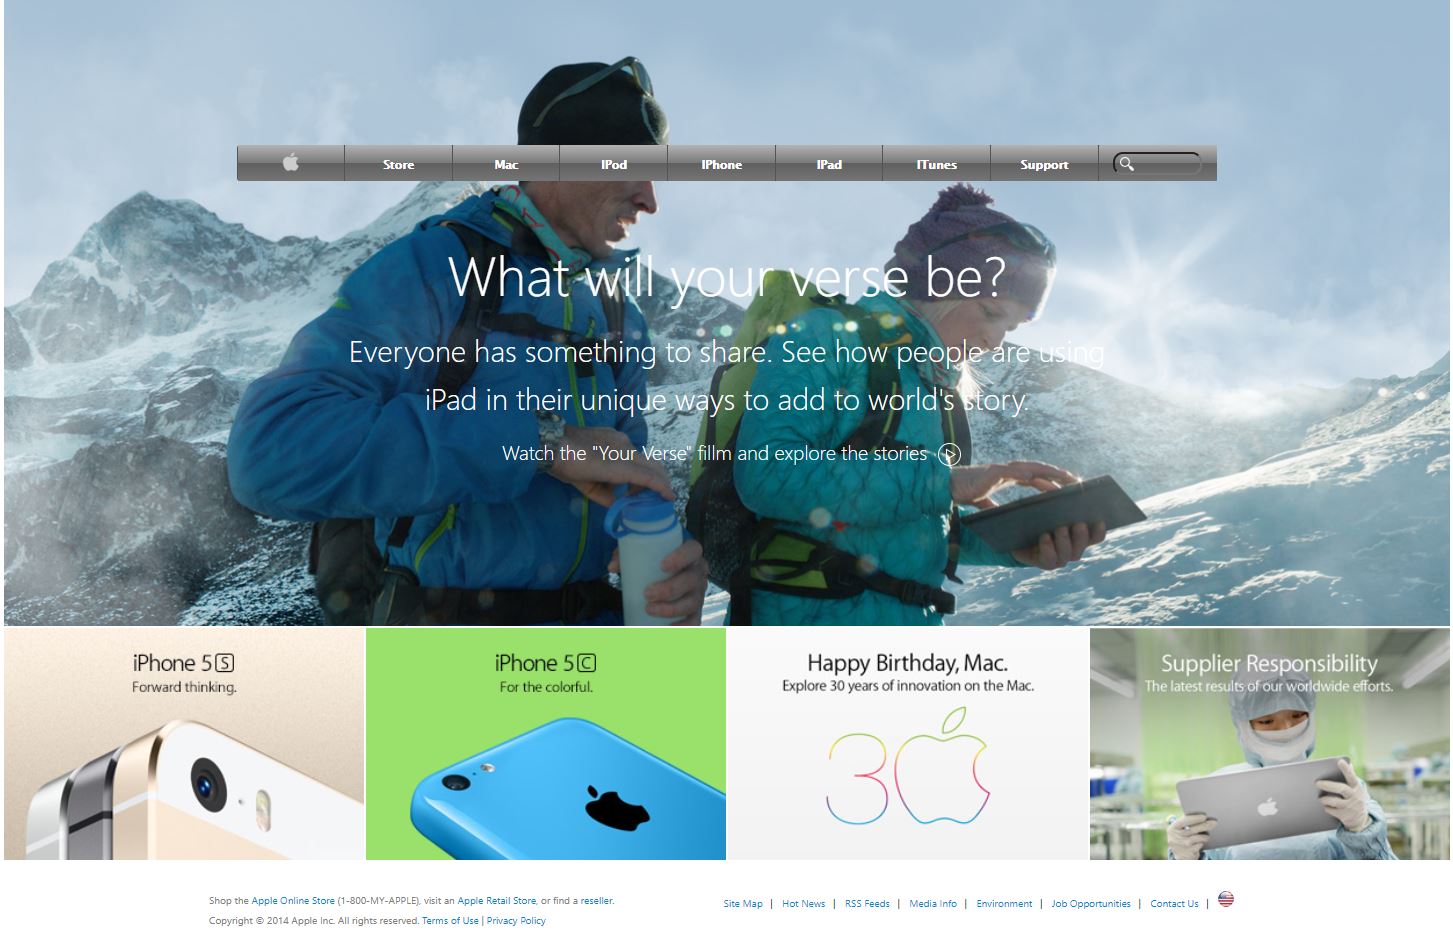 Store Mac IPod IPhone IPad ITunes Support
What will your verse be?
Everyone has something to share. See how people are using
iPad in their unique ways to add to world's story.
Watch the "Your Verse" fillm and explore the stories
iPhone 5S
Forward thinking.
iPhone 5C
For the colorful.
Happy Birthday, Mac.
Explore 30 years of innovation on the Mac.
30
Supplier Responsibility
The latest results of our worldwide efforts.
Shop the Apple Online Store (1-800-MY-APPLE), visit an Apple Retail Store, or find a reseller.
Copyright © 2014 Apple Inc. All rights reserved. Terms of Use | Privacy Policy
Site Map | Hot News | RSS Feeds | Media Info | Environment | Job Opportunities | Contact Us |